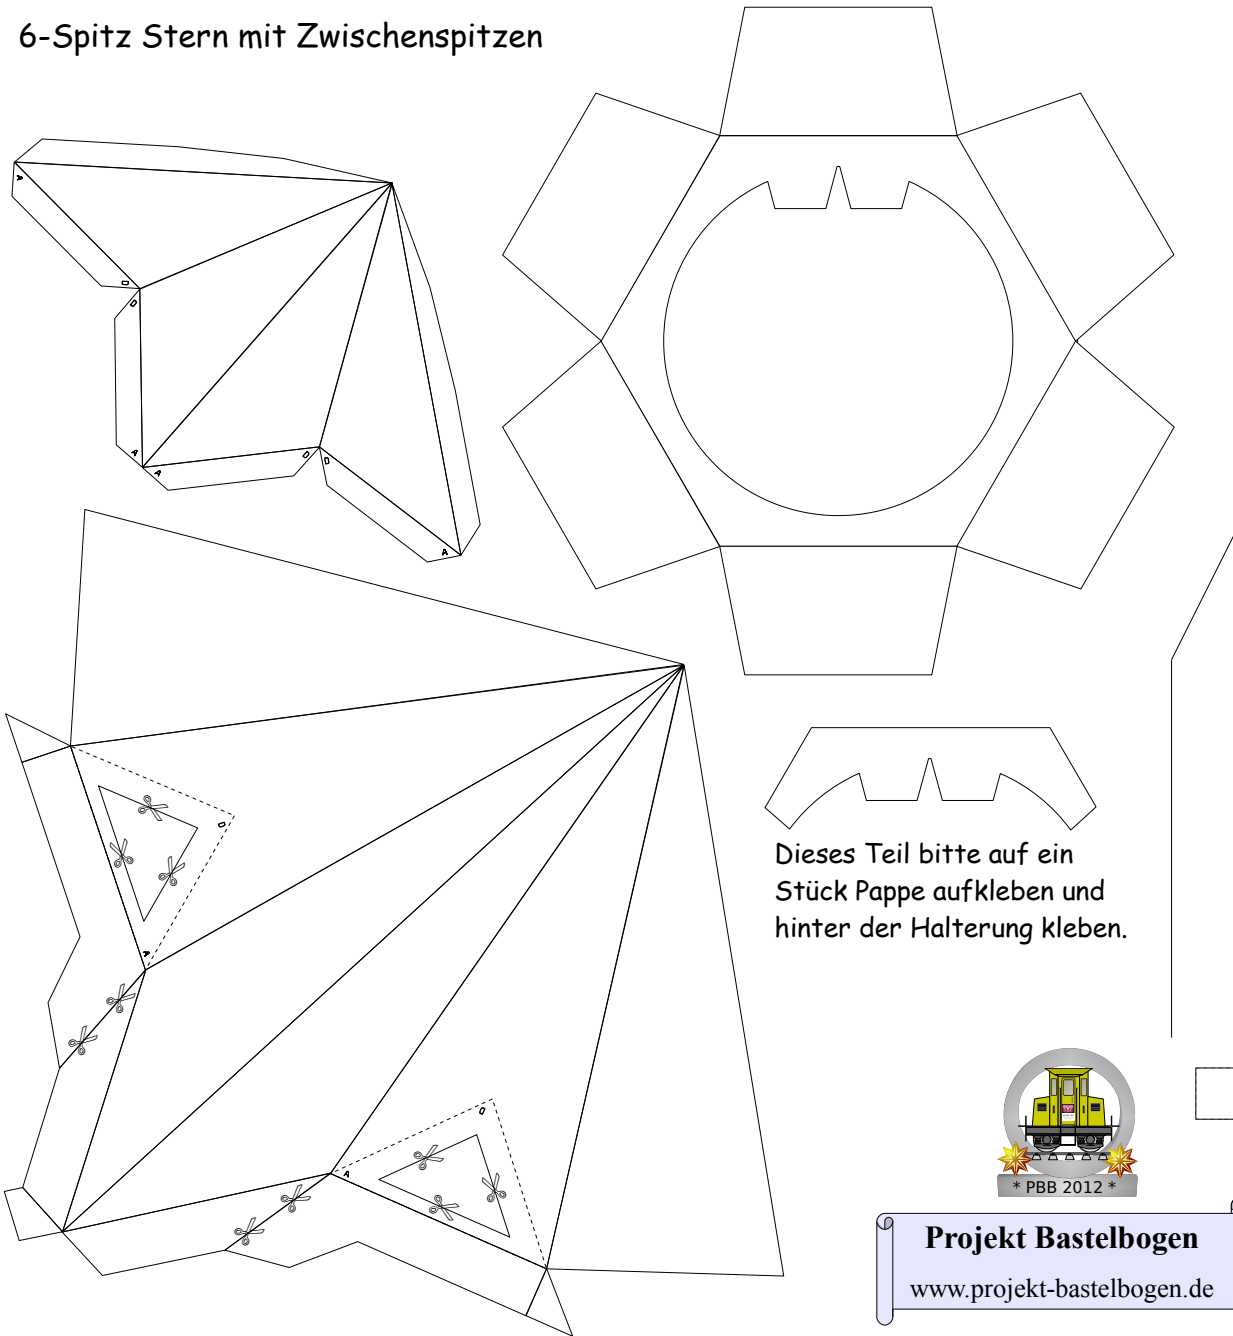 6-Spitz Stern mit Zwischenspitzen
A
D
D
A
A
D
D
A
D
A
D
A
Dieses Teil bitte auf ein
Stück Pappe aufkleben und
hinter der Halterung kleben.
* PBB 2012 *
Projekt Bastelbogen
www.projekt-bastelbogen.de